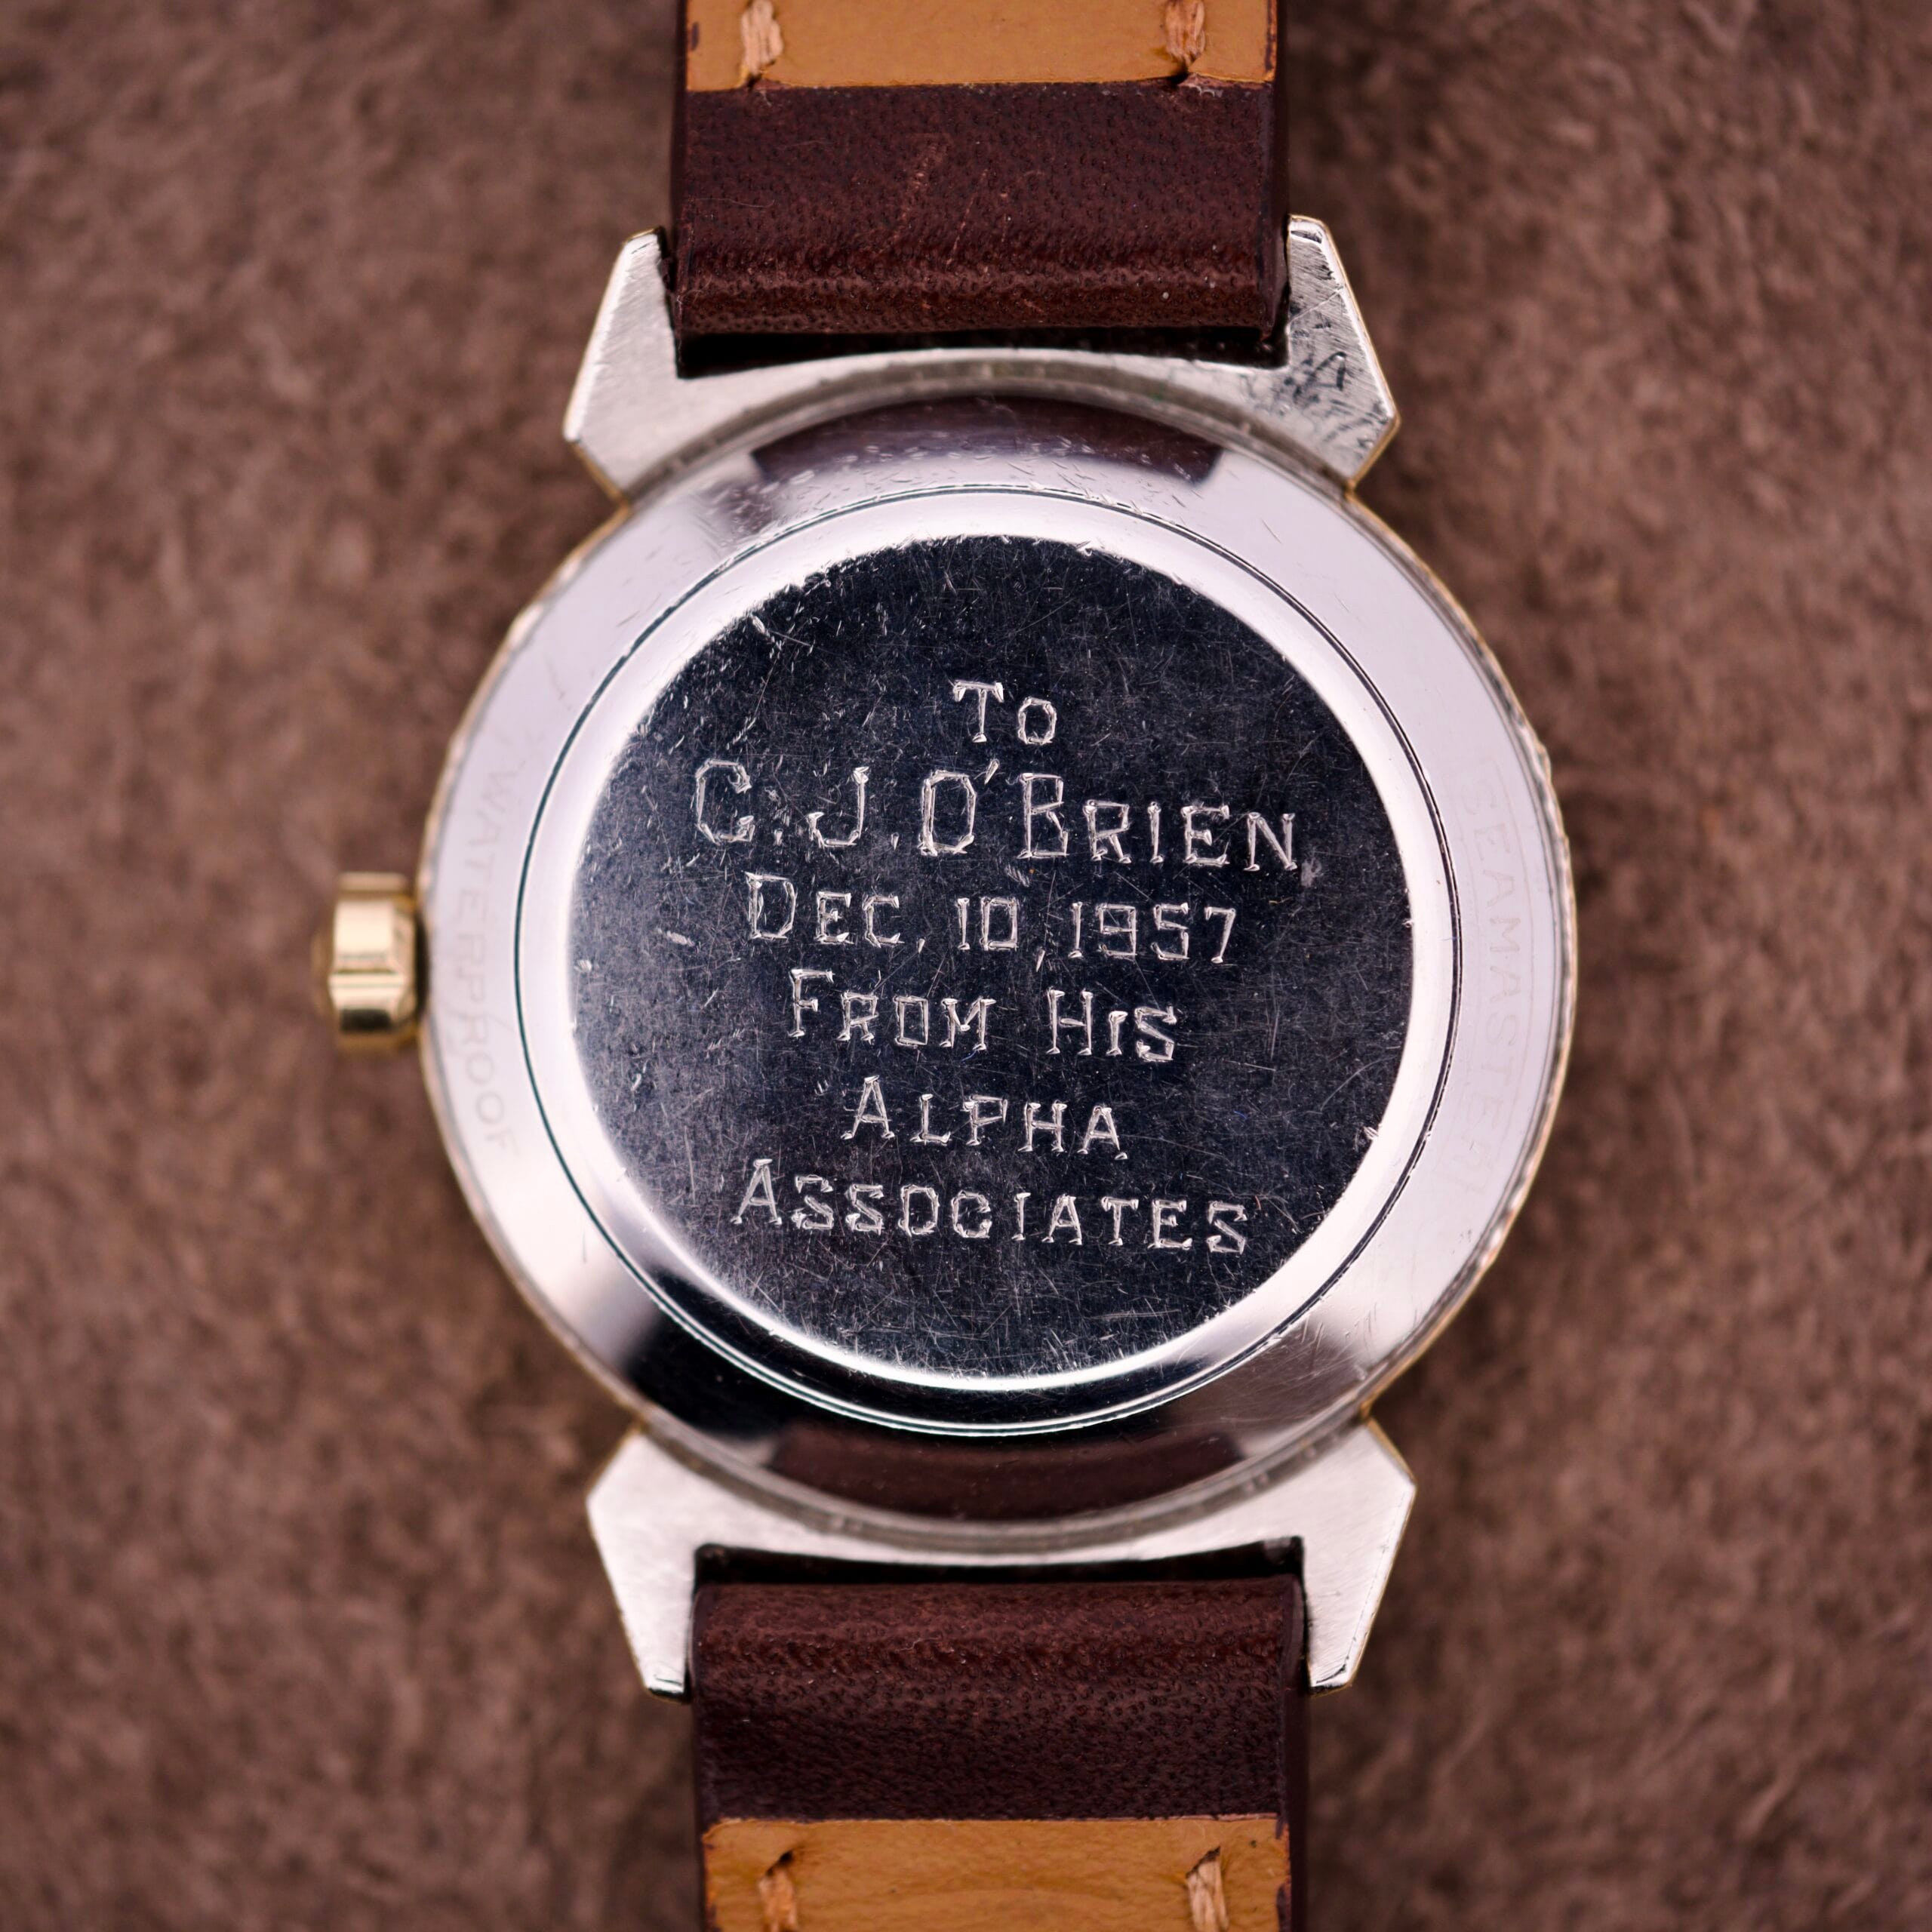 To
C. J. O'BRIEN
DEC. 10, 1957
FROM HIS
ALPHA
ASSOCIATES
WATERPROOF
SEAMASTER